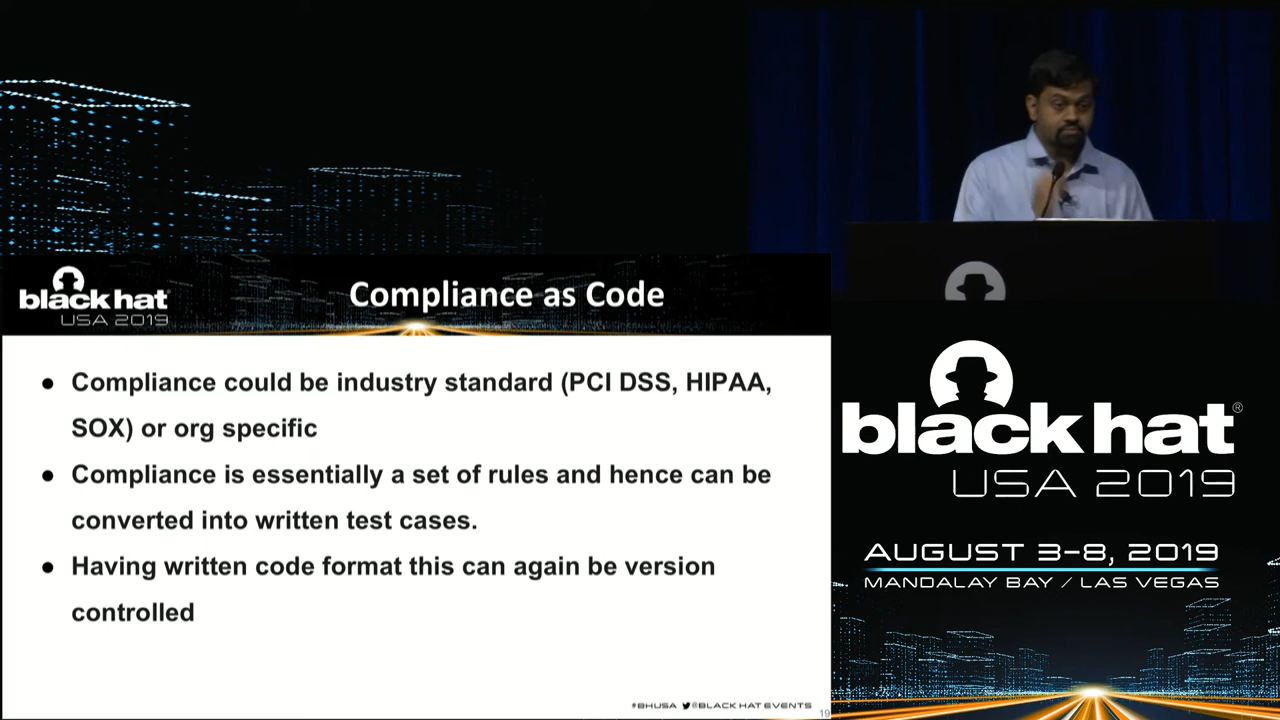 black hat
USA 2019
Compliance as Code
● Compliance could be industry standard (PCI DSS, HIPAA,
SOX) or org specific
● Compliance is essentially a set of rules and hence can be
converted into written test cases.
● Having written code format this can again be version
controlled
#BHUSA @BLACK HAT EVENTS
19
black hat®
USA 2019
AUGUST 3-8, 2019
MANDALAY BAY / LAS VEGAS